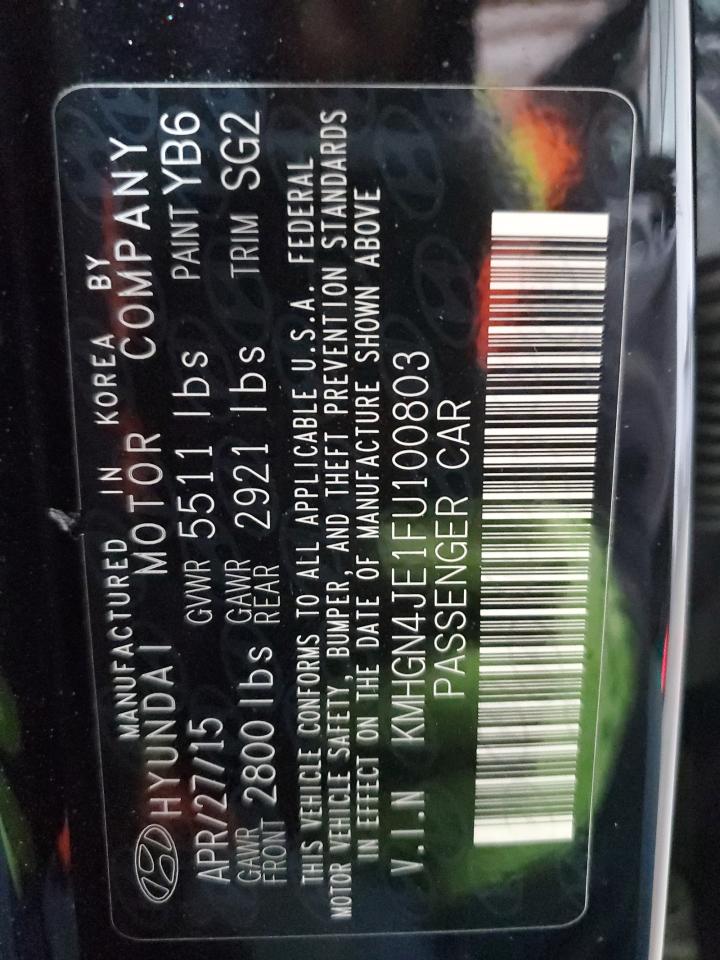 MANUFACTURED IN KOREA BY
HYUNDAI MOTOR COMPANY
APR/27/15 GVWR 5511 lbs PAINT YB6
GAWR FRONT 2800 lbs GAWR REAR 2921 lbs TRIM SG2
THIS VEHICLE CONFORMS TO ALL APPLICABLE U.S.A. FEDERAL
MOTOR VEHICLE SAFETY, BUMPER, AND THEFT PREVENTION STANDARDS
IN EFFECT ON THE DATE OF MANUFACTURE SHOWN ABOVE
V.I.N KMHGN4JE1FU100803
PASSENGER CAR